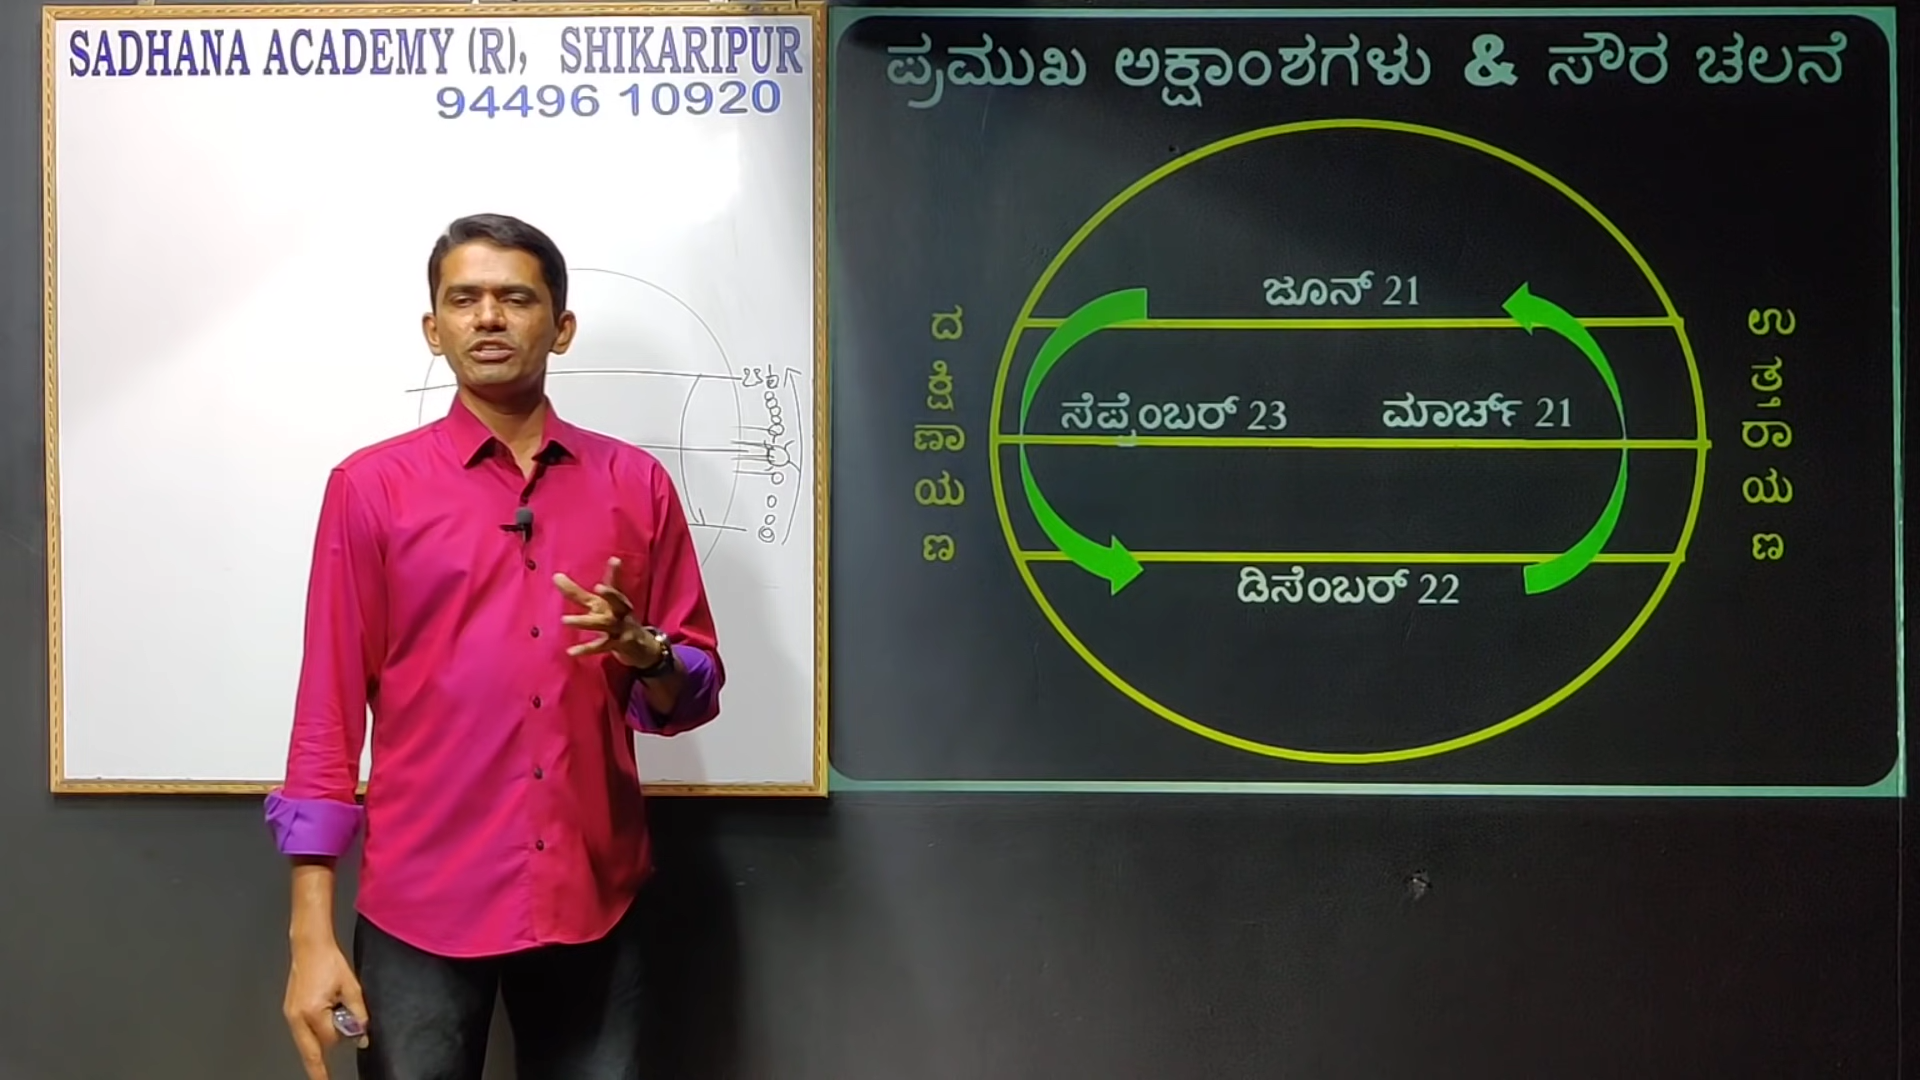 SADHANA ACADEMY (R), SHIKARIPUR
94496 10920
ಪ್ರಮುಖ ಅಕ್ಷಾಂಶಗಳು & ಸೌರ ಚಲನೆ
ಜೂನ್ 21
ಸೆಪ್ಟೆಂಬರ್ 23
ಮಾರ್ಚ್ 21
ಡಿಸೆಂಬರ್ 22
ದಕ್ಷಿಣಾಯಣ
ಉತ್ತರಾಯಣ